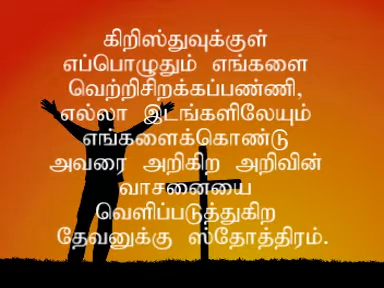 கிறிஸ்துவுக்குள்
எப்பொழுதும் எங்களை
வெற்றிசிறக்கப்பண்ணி,
எல்லா இடங்களிலேயும்
எங்களைக்கொண்டு
அவரை அறிகிற அறிவின்
வாசனையை
வெளிப்படுத்துகிற
தேவனுக்கு ஸ்தோத்திரம்.